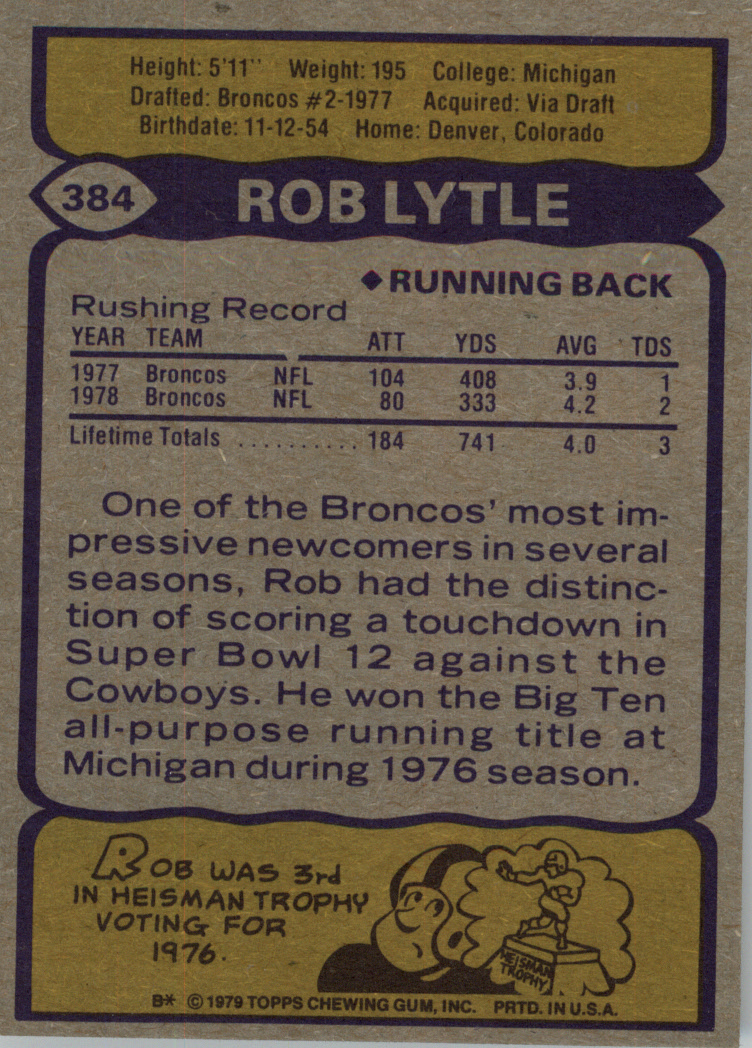 Height: 5'11'' Weight: 195 College: Michigan
Drafted: Broncos #2-1977 Acquired: Via Draft
Birthdate: 11-12-54 Home: Denver, Colorado
384 ROB LYTLE
◆ RUNNING BACK
Rushing Record
YEAR TEAM ATT YDS AVG TDS
1977 Broncos NFL 104 408 3.9 1
1978 Broncos NFL 80 333 4.2 2
Lifetime Totals .......... 184 741 4.0 3
One of the Broncos' most im-
pressive newcomers in several
seasons, Rob had the distinc-
tion of scoring a touchdown in
Super Bowl 12 against the
Cowboys. He won the Big Ten
all-purpose running title at
Michigan during 1976 season.
ROB WAS 3rd
IN HEISMAN TROPHY
VOTING FOR
1976.
HEISMAN
TROPHY
B* © 1979 TOPPS CHEWING GUM, INC. PRTD. IN U.S.A.